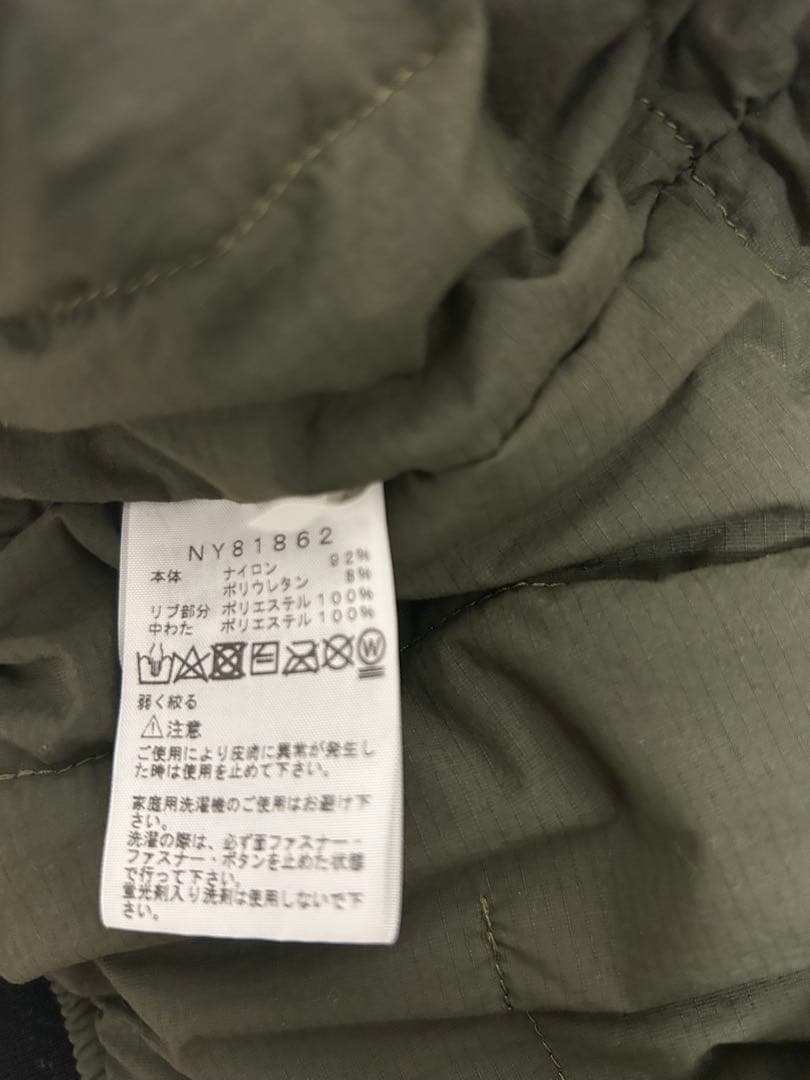 NY81862
本体 ナイロン 92%
ポリウレタン 8%
リブ部分 ポリエステル 100%
中わた ポリエステル 100%
W
弱く絞る
注意
ご使用により皮膚に異常が発生し
た時は使用を止めて下さい。
家庭用洗濯機のご使用はお避け下
さい。
洗濯の際は、必ず面ファスナー・
ファスナー・ボタンを止めた状態
で行って下さい。
蛍光剤入り洗剤は使用しないで下
さい。